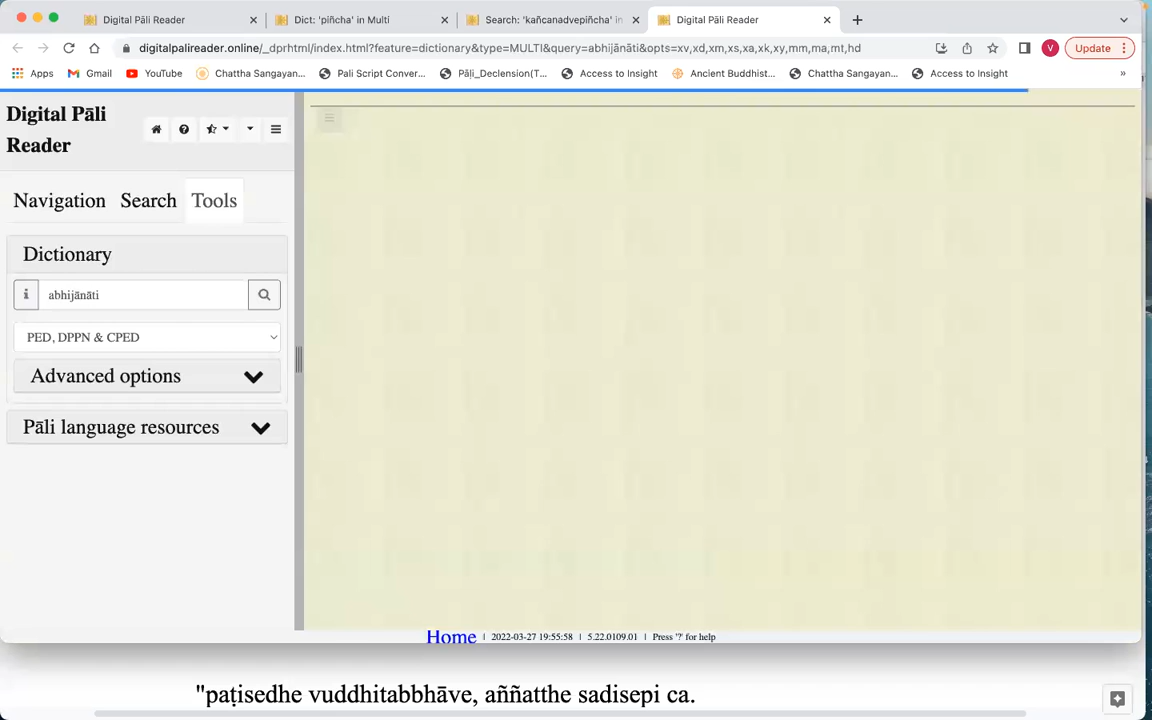 Digital Pāli Reader
Dict: 'piñcha' in Multi
Search: 'kañcanadvepiñcha' in
Digital Pāli Reader
digitalpalireader.online/_dprhtml/index.html?feature=dictionary&type=MULTI&query=abhijānāti&opts=xv,xd,xm,xs,xa,xk,xy,mm,ma,mt,hd
V
Update
Apps
Gmail
YouTube
Chattha Sangayan...
Pali Script Conver...
Pāḷi_Declension(T...
Access to Insight
Ancient Buddhist...
Chattha Sangayan...
Access to Insight
»
Digital Pāli
Reader
Navigation
Search
Tools
Dictionary
abhijānāti
PED, DPPN & CPED
Advanced options
Pāli language resources
Home | 2022-03-27 19:55:58 | 5.22.0109.01 | Press '?' for help
"paṭisedhe vuddhitabbhāve, aññatthe sadisepi ca.